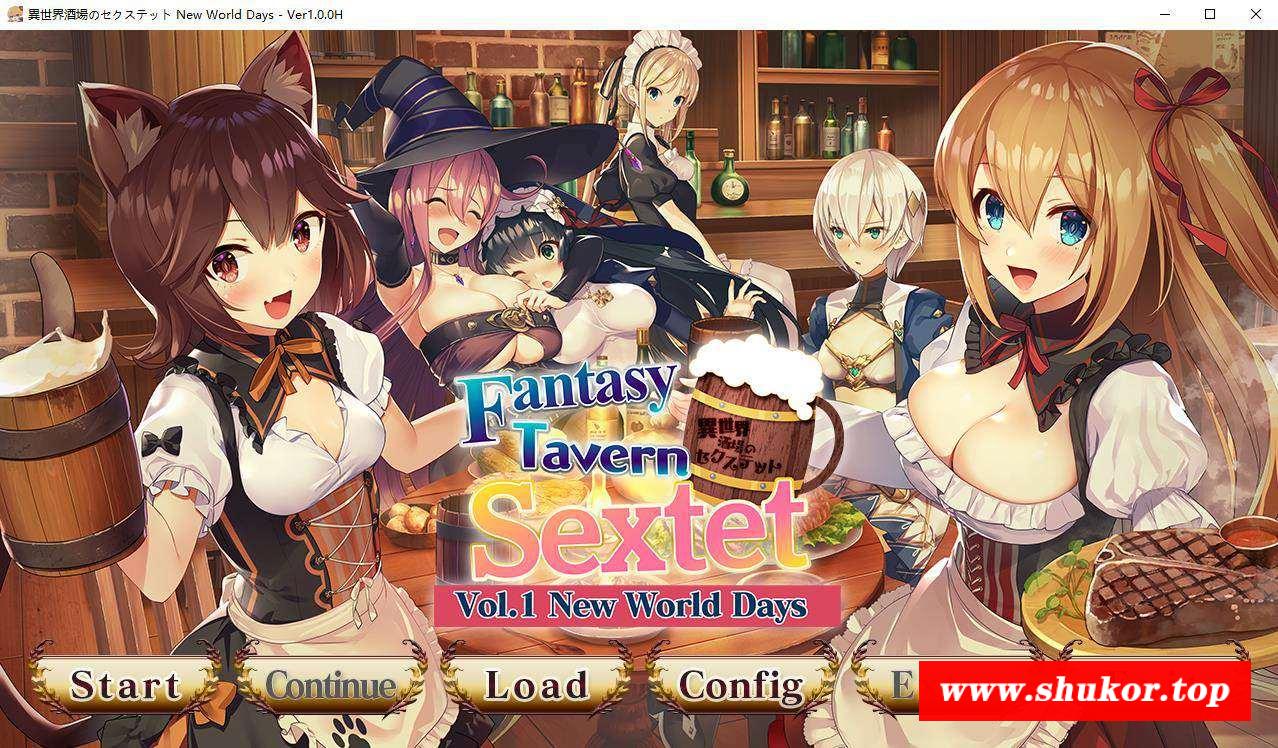 異世界酒場のセクステット New World Days - Ver1.0.0H
Fantasy
Tavern
異世界
酒場の
セクステット
Sextet
Vol.1 New World Days
Start
Continue
Load
Config
E
www.shukor.top